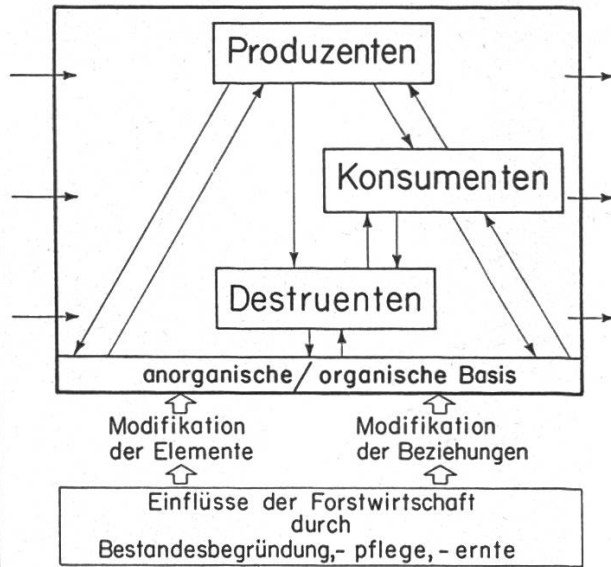 Produzenten
Konsumenten
Destruenten
anorganische/organische Basis
Modifikation
der Elemente
Modifikation
der Beziehungen
Einflüsse der Forstwirtschaft
durch
Bestandesbegründung,-pflege,-ernte